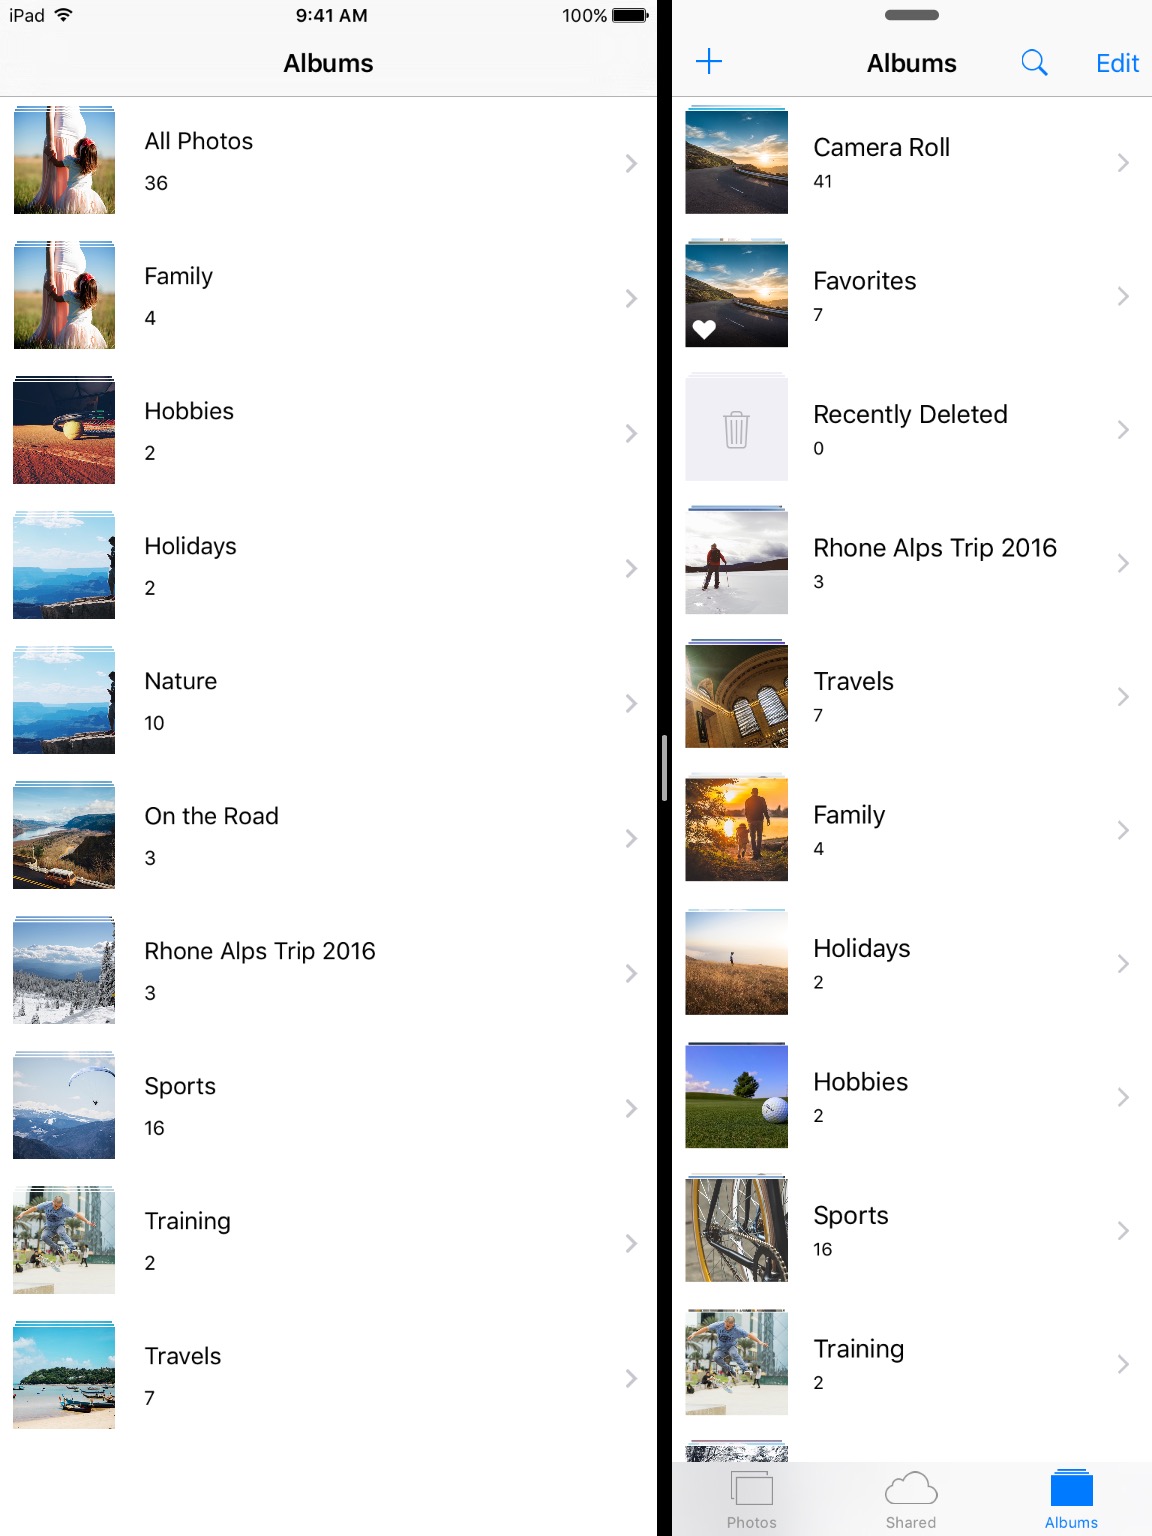 iPad 9:41 AM 100%
Albums
All Photos
36
Family
4
Hobbies
2
Holidays
2
Nature
10
On the Road
3
Rhone Alps Trip 2016
3
Sports
16
Training
2
Travels
7
Albums Edit
Camera Roll
41
Favorites
7
Recently Deleted
0
Rhone Alps Trip 2016
3
Travels
7
Family
4
Holidays
2
Hobbies
2
Sports
16
Training
2
Photos Shared Albums